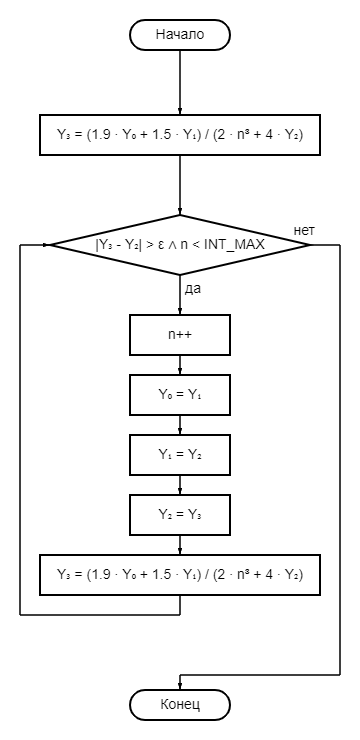 Начало
Y₃ = (1.9 · Y₀ + 1.5 · Y₁) / (2 · n³ + 4 · Y₂)
|Y₃ - Y₂| > ε ∧ n < INT_MAX
нет
да
n++
Y₀ = Y₁
Y₁ = Y₂
Y₂ = Y₃
Y₃ = (1.9 · Y₀ + 1.5 · Y₁) / (2 · n³ + 4 · Y₂)
Конец